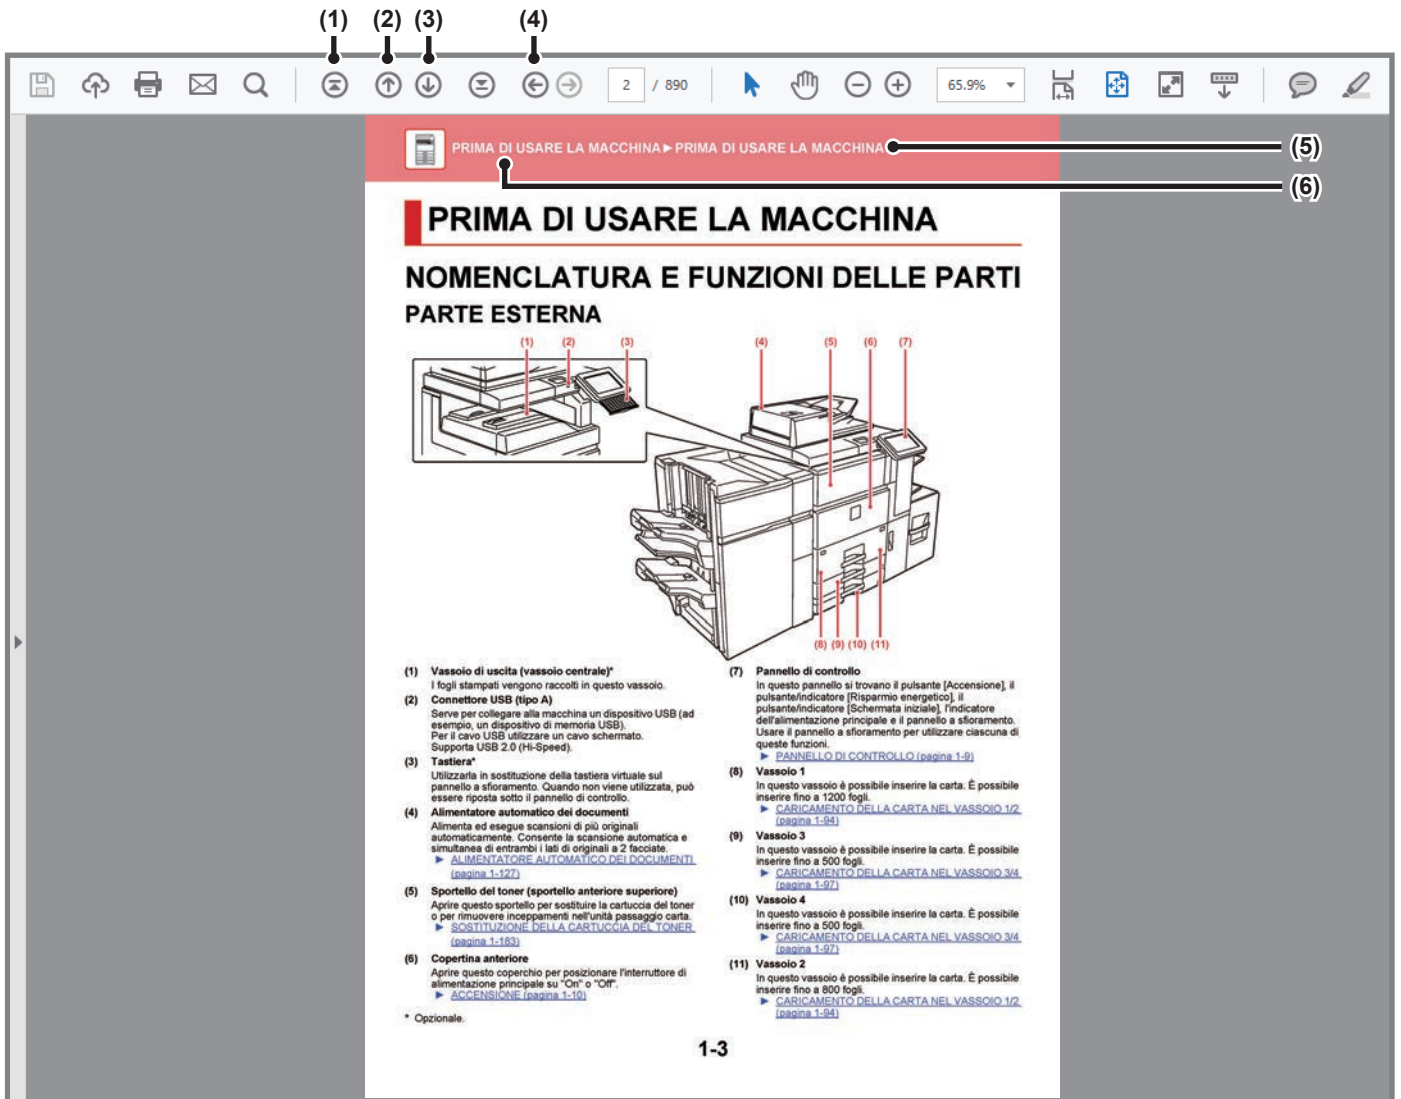 (1) (2) (3) (4)
2 / 890 65.9%
PRIMA DI USARE LA MACCHINA►PRIMA DI USARE LA MACCHINA
(5)
(6)
PRIMA DI USARE LA MACCHINA
NOMENCLATURA E FUNZIONI DELLE PARTI
PARTE ESTERNA
(1) (2) (3) (4) (5) (6) (7)
(8) (9) (10) (11)
(1) Vassoio di uscita (vassoio centrale)*
I fogli stampati vengono raccolti in questo vassoio.
(2) Connettore USB (tipo A)
Serve per collegare alla macchina un dispositivo USB (ad
esempio, un dispositivo di memoria USB).
Per il cavo USB utilizzare un cavo schermato.
Supporta USB 2.0 (Hi-Speed).
(3) Tastiera*
Utilizzarla in sostituzione della tastiera virtuale sul
pannello a sfioramento. Quando non viene utilizzata, può
essere riposta sotto il pannello di controllo.
(4) Alimentatore automatico dei documenti
Alimenta ed esegue scansioni di più originali
automaticamente. Consente la scansione automatica e
simultanea di entrambi i lati di originali a 2 facciate.
► ALIMENTATORE AUTOMATICO DEI DOCUMENTI
(pagina 1-127)
(5) Sportello del toner (sportello anteriore superiore)
Aprire questo sportello per sostituire la cartuccia del toner
o per rimuovere inceppamenti nell'unità passaggio carta.
► SOSTITUZIONE DELLA CARTUCCIA DEL TONER
(pagina 1-183)
(6) Copertina anteriore
Aprire questo coperchio per posizionare l'interruttore di
alimentazione principale su "On" o "Off".
► ACCENSIONE (pagina 1-10)
* Opzionale.
(7) Pannello di controllo
In questo pannello si trovano il pulsante [Accensione], il
pulsante/indicatore [Risparmio energetico], il
pulsante/indicatore [Schermata iniziale], l'indicatore
dell'alimentazione principale e il pannello a sfioramento.
Usare il pannello a sfioramento per utilizzare ciascuna di
queste funzioni.
► PANNELLO DI CONTROLLO (pagina 1-9)
(8) Vassoio 1
In questo vassoio è possibile inserire la carta. È possibile
inserire fino a 1200 fogli.
► CARICAMENTO DELLA CARTA NEL VASSOIO 1/2
(pagina 1-94)
(9) Vassoio 3
In questo vassoio è possibile inserire la carta. È possibile
inserire fino a 500 fogli.
► CARICAMENTO DELLA CARTA NEL VASSOIO 3/4
(pagina 1-97)
(10) Vassoio 4
In questo vassoio è possibile inserire la carta. È possibile
inserire fino a 500 fogli.
► CARICAMENTO DELLA CARTA NEL VASSOIO 3/4
(pagina 1-97)
(11) Vassoio 2
In questo vassoio è possibile inserire la carta. È possibile
inserire fino a 800 fogli.
► CARICAMENTO DELLA CARTA NEL VASSOIO 1/2
(pagina 1-94)
1-3